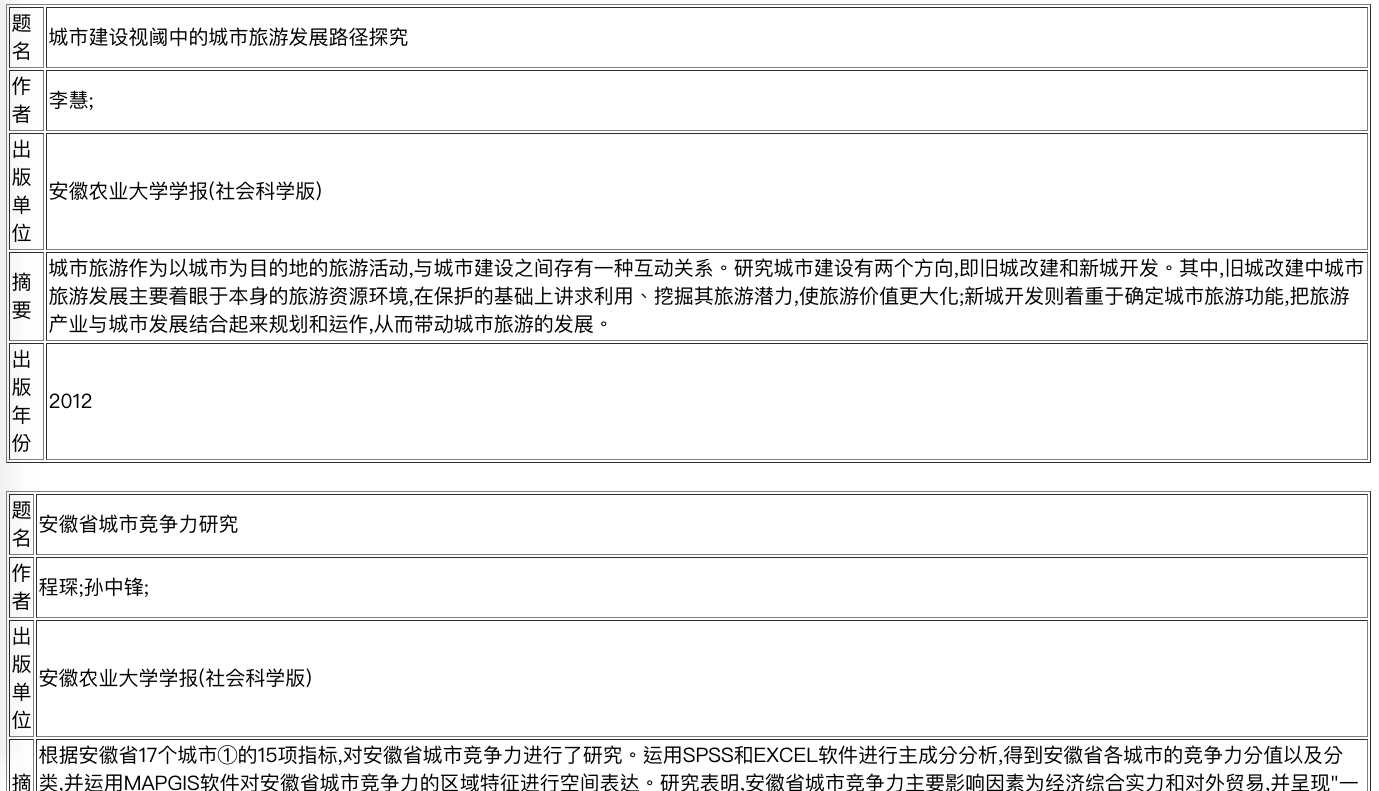 题名 城市建设视阈中的城市旅游发展路径探究
作者 李慧;
出版单位 安徽农业大学学报(社会科学版)
摘要 城市旅游作为以城市为目的地的旅游活动,与城市建设之间存有一种互动关系。研究城市建设有两个方向,即旧城改建和新城开发。其中,旧城改建中城市
旅游发展主要着眼于本身的旅游资源环境,在保护的基础上讲求利用、挖掘其旅游潜力,使旅游价值更大化;新城开发则着重于确定城市旅游功能,把旅游
产业与城市发展结合起来规划和运作,从而带动城市旅游的发展。
出版年份 2012
题名 安徽省城市竞争力研究
作者 程琛;孙中锋;
出版单位 安徽农业大学学报(社会科学版)
摘 根据安徽省17个城市①的15项指标,对安徽省城市竞争力进行了研究。运用SPSS和EXCEL软件进行主成分分析,得到安徽省各城市的竞争力分值以及分
类,并运用MAPGIS软件对安徽省城市竞争力的区域特征进行空间表达。研究表明,安徽省城市竞争力主要影响因素为经济综合实力和对外贸易,并呈现"一